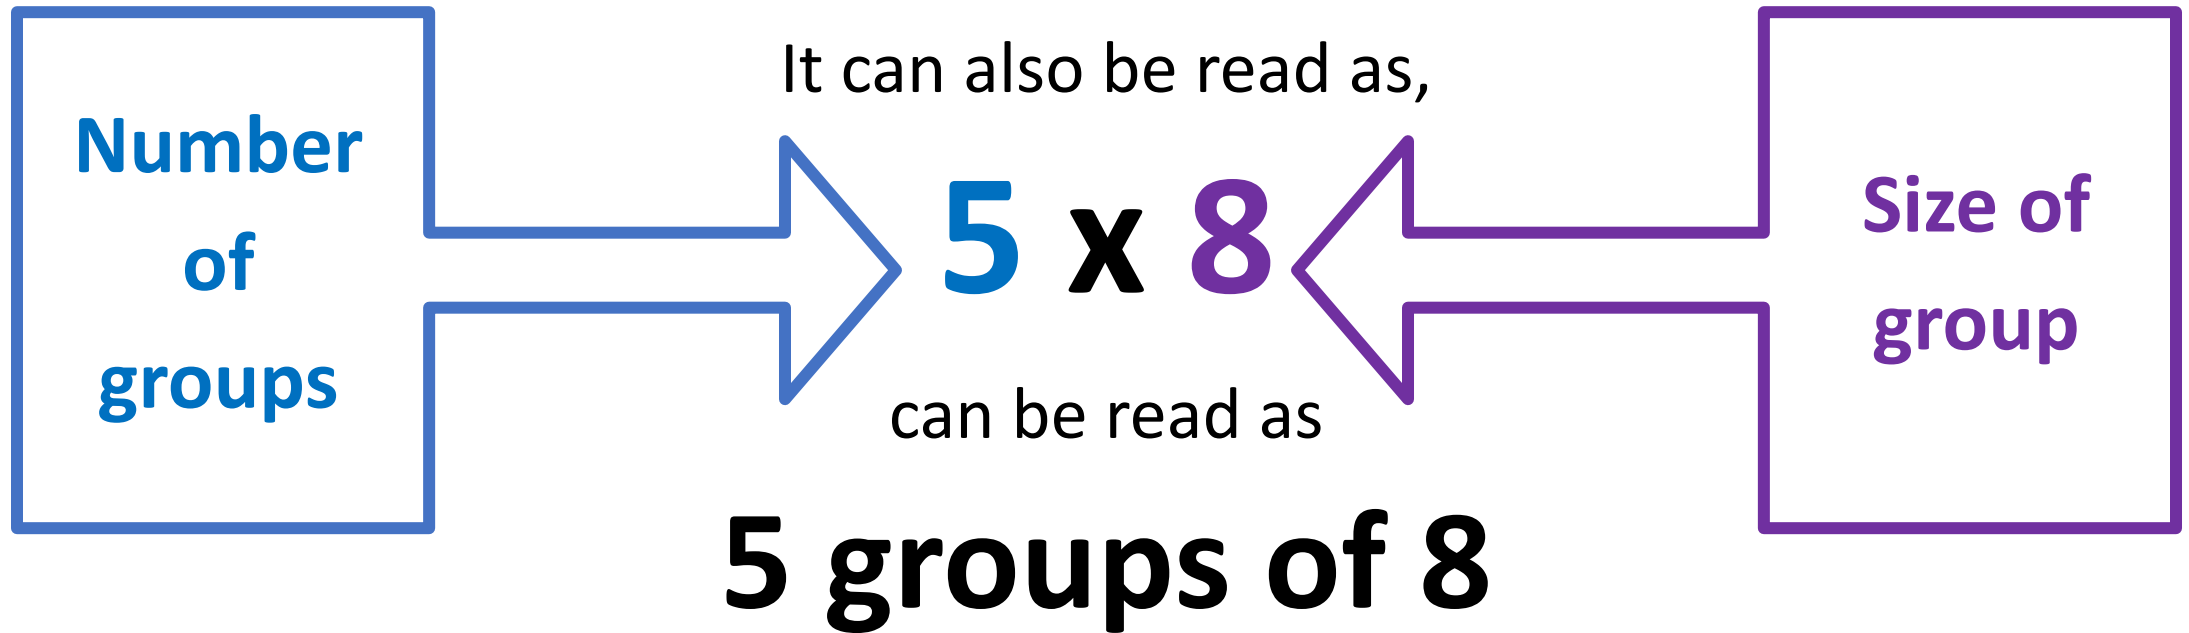 Number
of
groups
It can also be read as,
5 x 8
can be read as
5 groups of 8
Size of
group